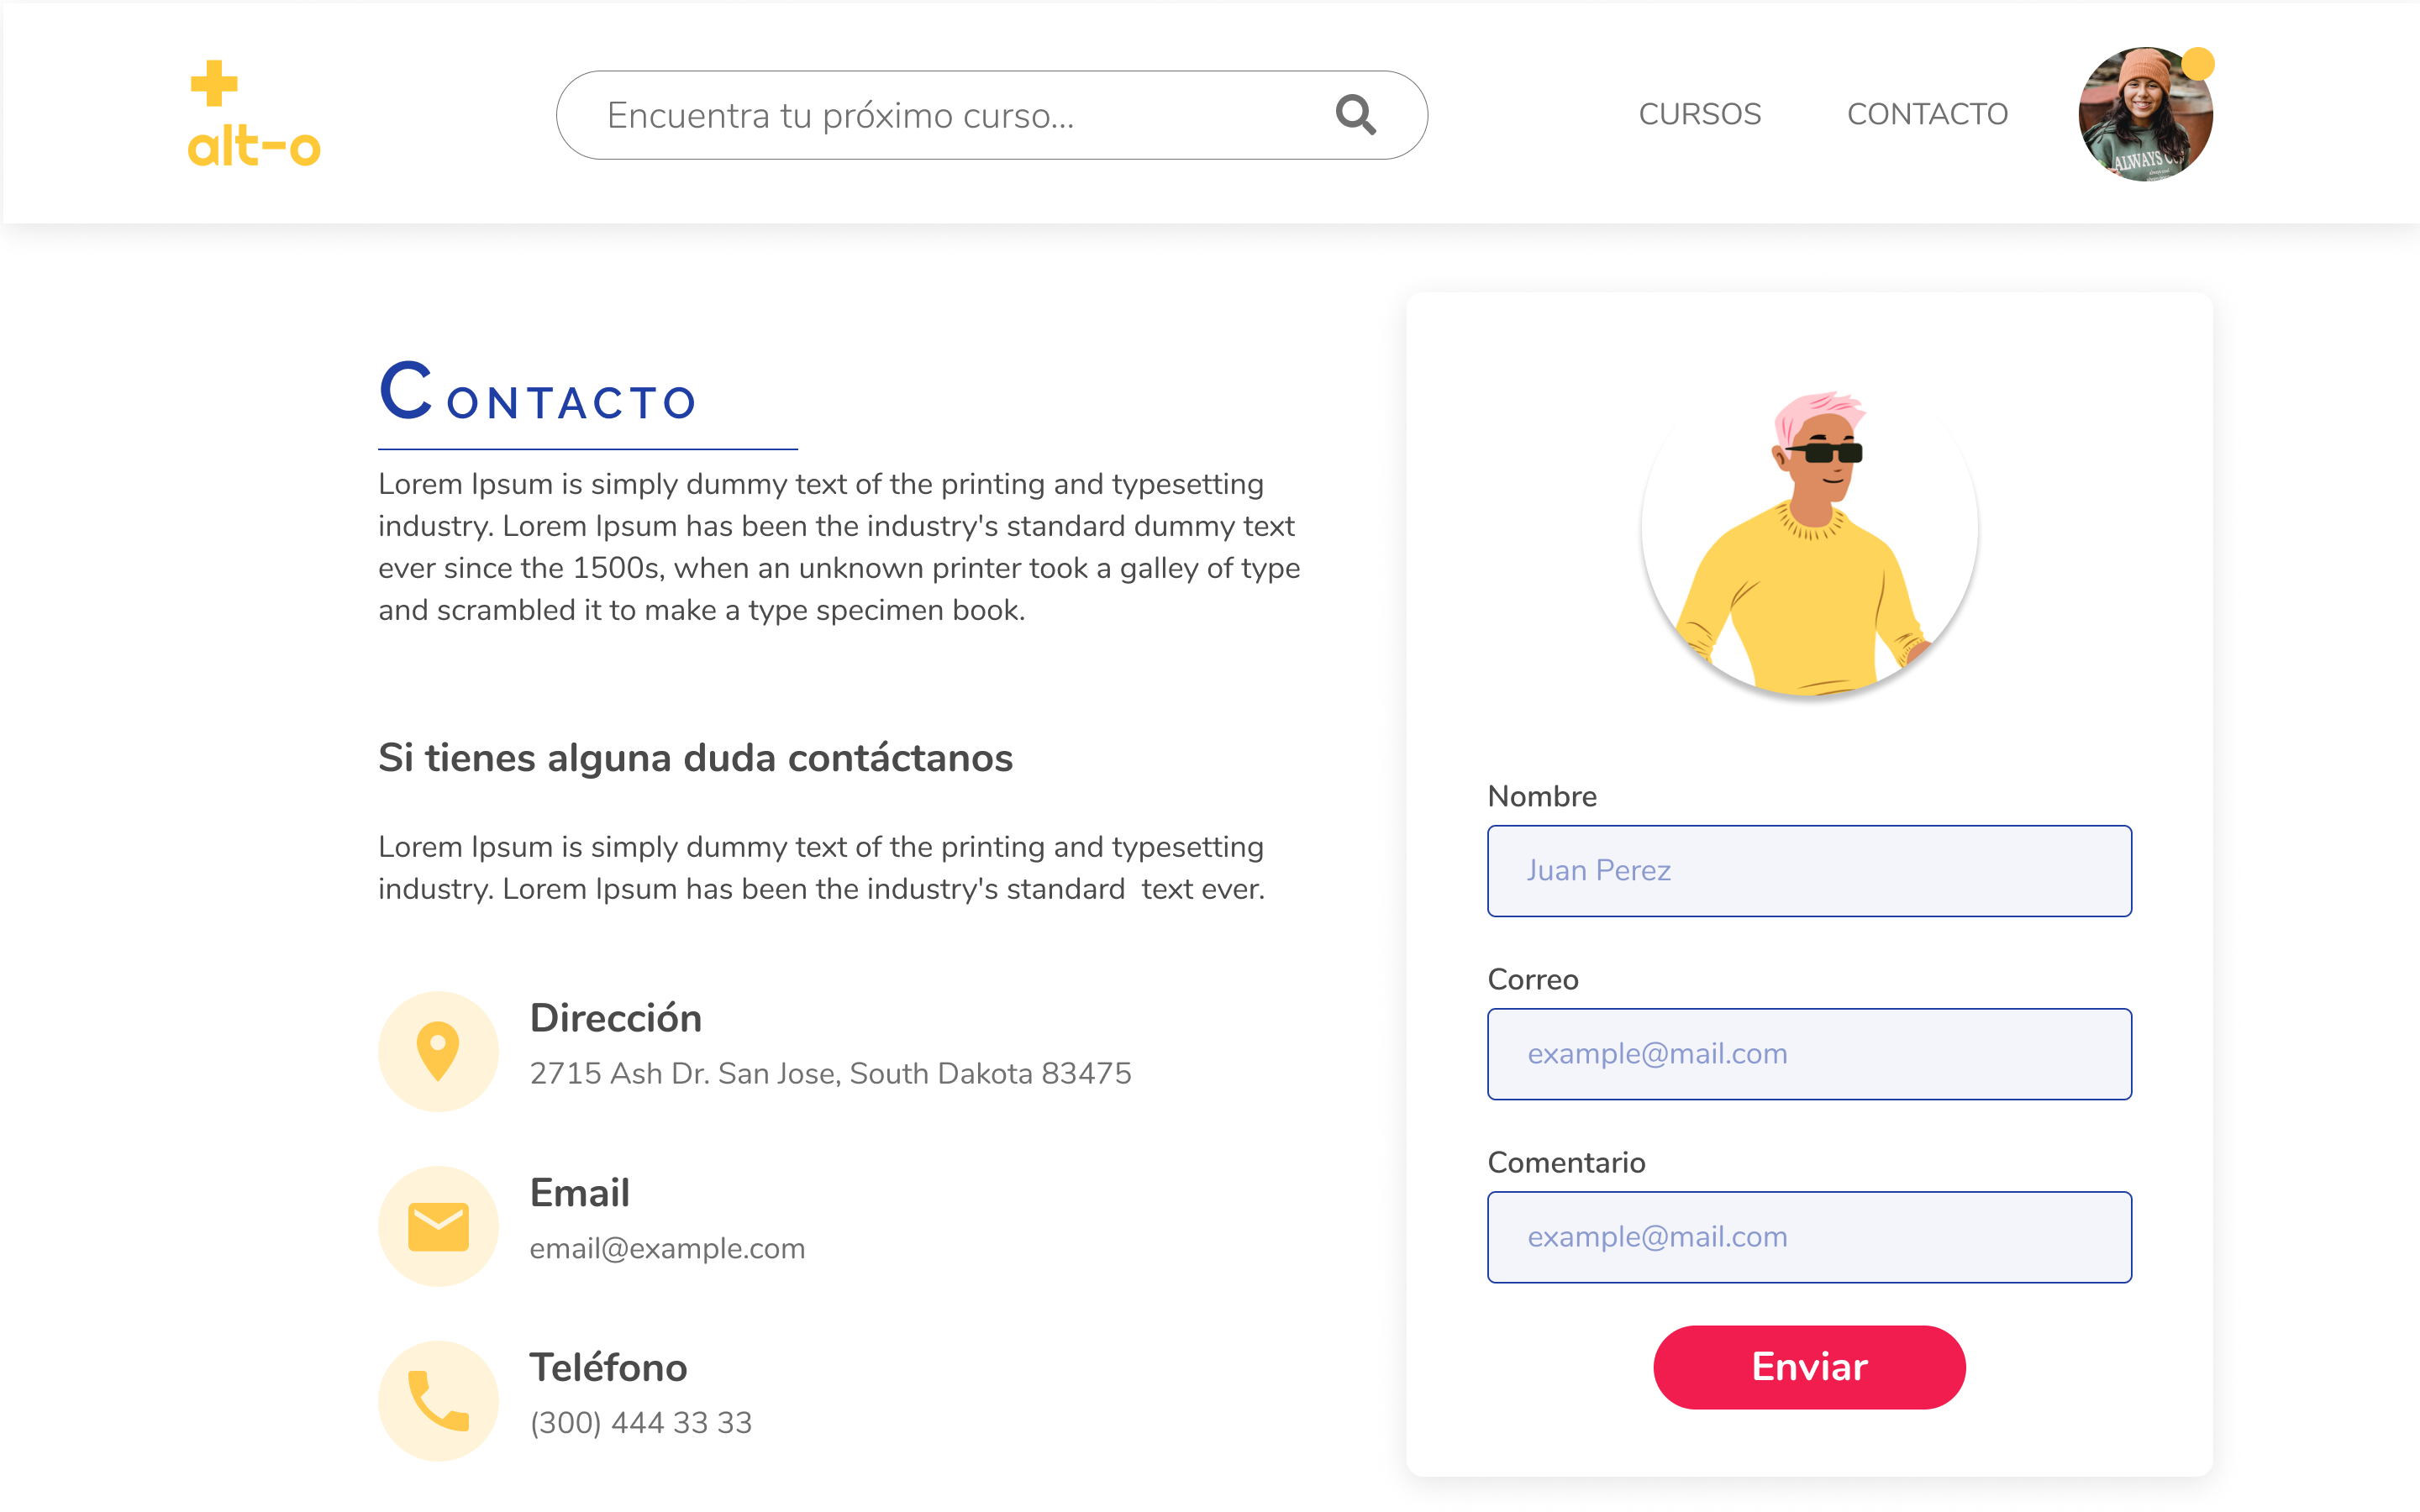 alt-o
Encuentra tu próximo curso...
CURSOS
CONTACTO
ALWAYS
CONTACTO
Lorem Ipsum is simply dummy text of the printing and typesetting
industry. Lorem Ipsum has been the industry's standard dummy text
ever since the 1500s, when an unknown printer took a galley of type
and scrambled it to make a type specimen book.
Si tienes alguna duda contáctanos
Lorem Ipsum is simply dummy text of the printing and typesetting
industry. Lorem Ipsum has been the industry's standard  text ever.
Dirección
2715 Ash Dr. San Jose, South Dakota 83475
Email
email@example.com
Teléfono
(300) 444 33 33
Nombre
Juan Perez
Correo
example@mail.com
Comentario
example@mail.com
Enviar